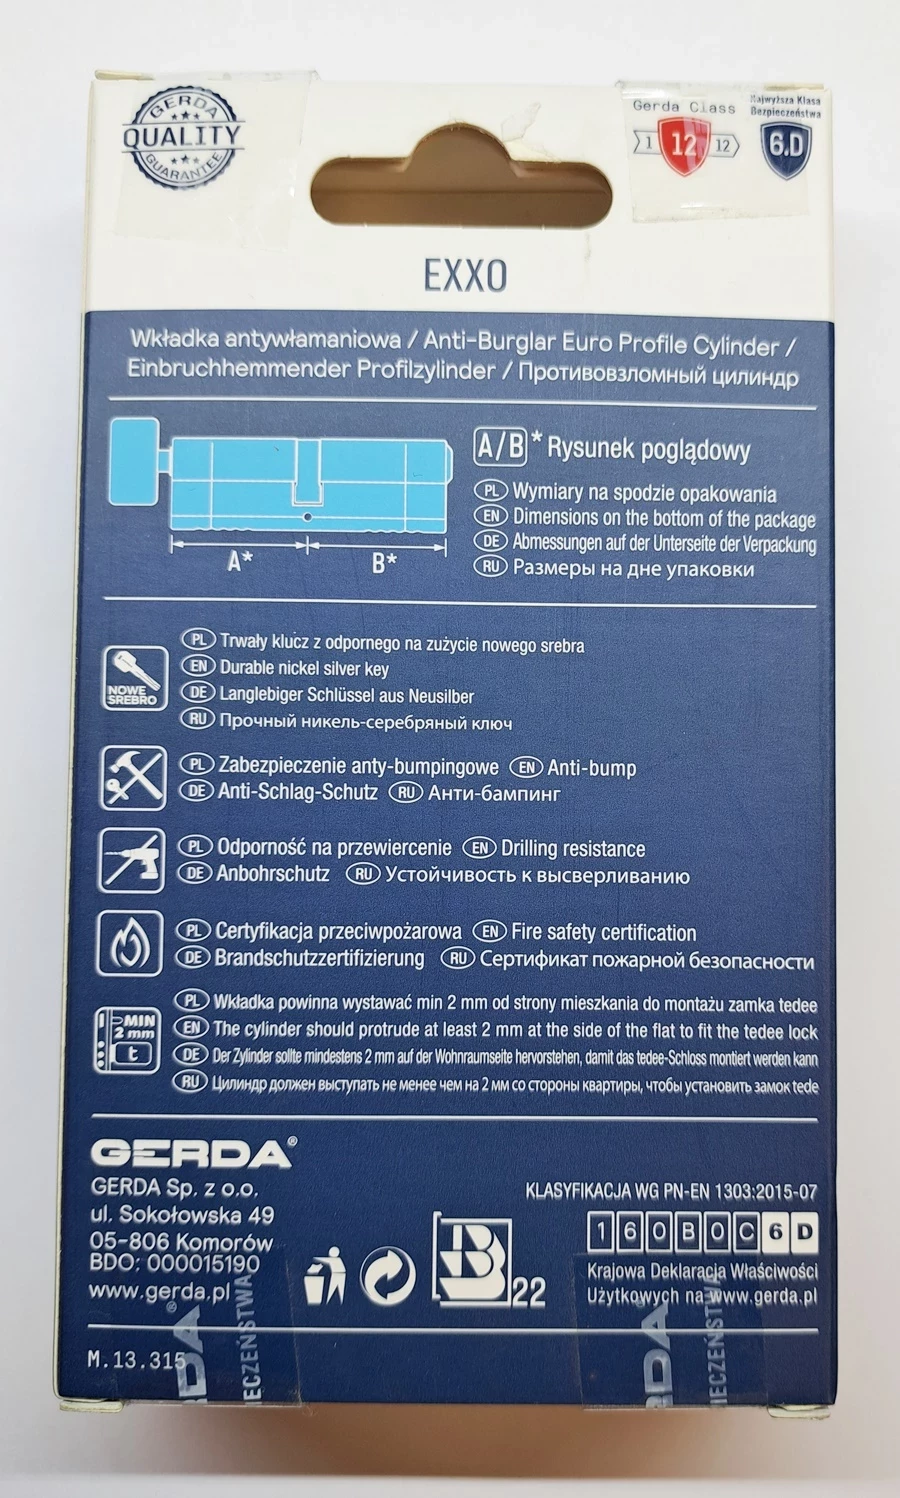 GERDA
QUALITY
GUARANTEE
Gerda Class
1 12 12
Najwyższa Klasa
Bezpieczeństwa
6.D
EXXO
Wkładka antywłamaniowa / Anti-Burglar Euro Profile Cylinder /
Einbruchhemmender Profilzylinder / Противовзломный цилиндр
A/B* Rysunek poglądowy
PL Wymiary na spodzie opakowania
EN Dimensions on the bottom of the package
DE Abmessungen auf der Unterseite der Verpackung
RU Размеры на дне упаковки
A* B*
NOWE
SREBRO
PL Trwały klucz z odpornego na zużycie nowego srebra
EN Durable nickel silver key
DE Langlebiger Schlüssel aus Neusilber
RU Прочный никель-серебряный ключ
PL Zabezpieczenie anty-bumpingowe EN Anti-bump
DE Anti-Schlag-Schutz RU Анти-бампинг
PL Odporność na przewiercenie EN Drilling resistance
DE Anbohrschutz RU Устойчивость к высверливанию
PL Certyfikacja przeciwpożarowa EN Fire safety certification
DE Brandschutzzertifizierung RU Сертификат пожарной безопасности
MIN
2 mm
t
PL Wkładka powinna wystawać min 2 mm od strony mieszkania do montażu zamka tedee
EN The cylinder should protrude at least 2 mm at the side of the flat to fit the tedee lock
DE Der Zylinder sollte mindestens 2 mm auf der Wohnraumseite hervorstehen, damit das tedee-Schloss montiert werden kann
RU Цилиндр должен выступать не менее чем на 2 мм со стороны квартиры, чтобы установить замок tede
GERDA®
GERDA Sp. z o.o.
ul. Sokołowska 49
05-806 Komorów
BDO: 000015190
www.gerda.pl
B 22
KLASYFIKACJA WG PN-EN 1303:2015-07
1 6 0 B 0 C 6 D
Krajowa Deklaracja Właściwości
Użytkowych na www.gerda.pl
M.13.315
®
RDA
IECZEŃSTWA
RDA
IECZEŃSTWA